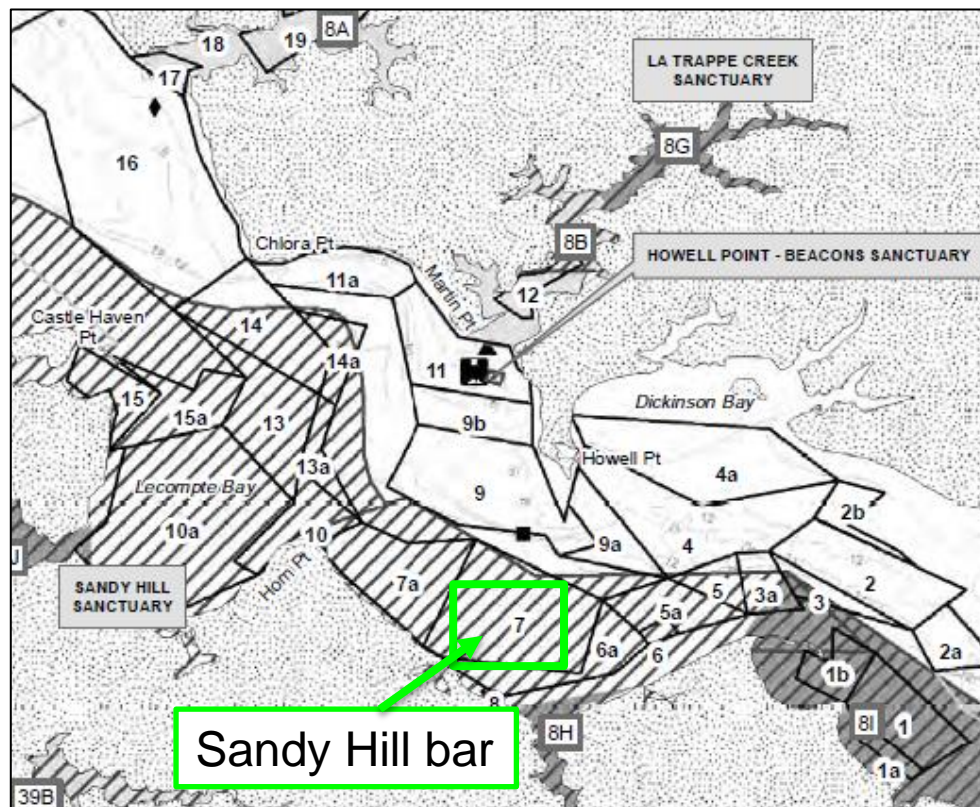 18
19
8A
17
LA TRAPPE CREEK
SANCTUARY
16
8G
8B
Chlora Pt
HOWELL POINT - BEACONS SANCTUARY
11a
Martin Pt
12
Castle Haven
Pt
14
14a
11
15
15a
13
9b
Dickinson Bay
Howell Pt
4a
Lecompte Bay
13a
9
2b
10a
10
9a
4
Horn Pt
SANDY HILL
SANCTUARY
7a
7
5a
5
3a
3
2
6a
6
2a
1b
8
8H
8I
1
1a
Sandy Hill bar
39B
J